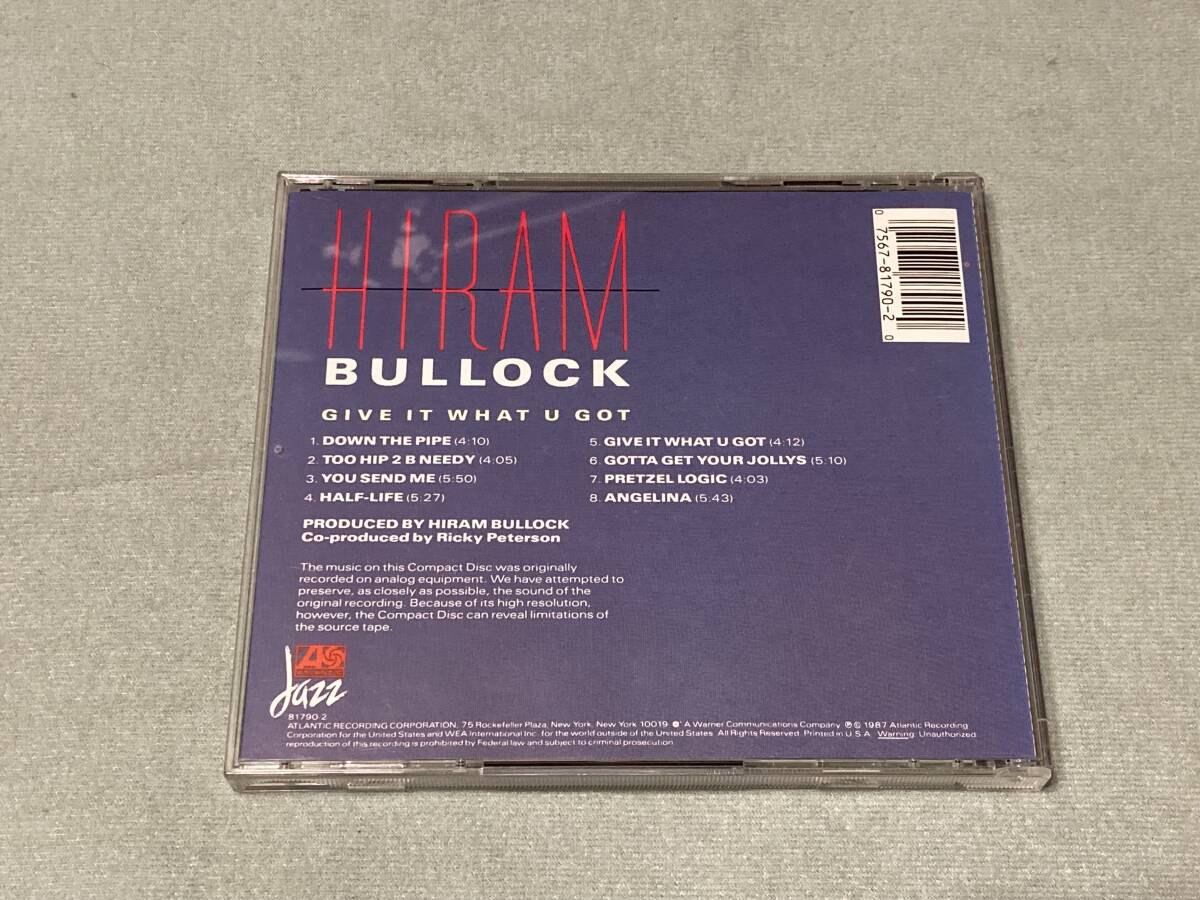 HIRAM
BULLOCK
GIVE IT WHAT U GOT
1. DOWN THE PIPE (4:10)
2. TOO HIP 2 B NEEDY (4:05)
3. YOU SEND ME (5:50)
4. HALF-LIFE (5:27)
5. GIVE IT WHAT U GOT (4:12)
6. GOTTA GET YOUR JOLLYS (5:10)
7. PRETZEL LOGIC (4:03)
8. ANGELINA (5:43)
PRODUCED BY HIRAM BULLOCK
Co-produced by Ricky Peterson
The music on this Compact Disc was originally
recorded on analog equipment. We have attempted to
preserve, as closely as possible, the sound of the
original recording. Because of its high resolution,
however, the Compact Disc can reveal limitations of
the source tape.
Jazz
81790-2
ATLANTIC RECORDING CORPORATION, 75 Rockefeller Plaza, New York, New York 10019 A Warner Communications Company ℗ © 1987 Atlantic Recording
Corporation for the United States and WEA International Inc. for the world outside of the United States. All Rights Reserved. Printed in U.S.A. Warning: Unauthorized
reproduction of this recording is prohibited by Federal law and subject to criminal prosecution.
0 7567-81790-2 0